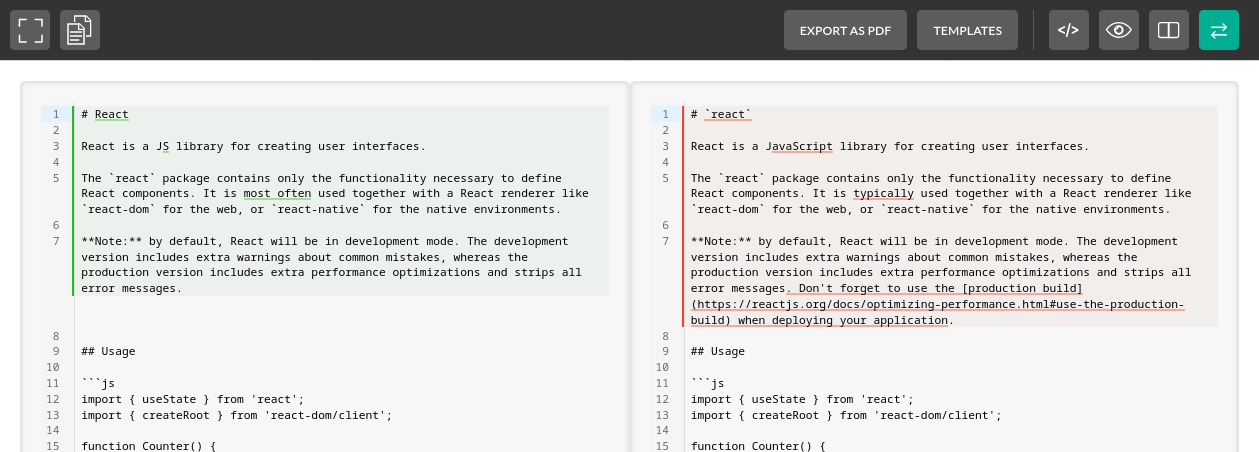 EXPORT AS PDF
TEMPLATES
</>
1 # React
2
3 React is a JS library for creating user interfaces.
4
5 The `react` package contains only the functionality necessary to define
React components. It is most often used together with a React renderer like
`react-dom` for the web, or `react-native` for the native environments.
6
7 **Note:** by default, React will be in development mode. The development
version includes extra warnings about common mistakes, whereas the
production version includes extra performance optimizations and strips all
error messages.
8
9 ## Usage
10
11 ```js
12 import { useState } from 'react';
13 import { createRoot } from 'react-dom/client';
14
15 function Counter() {
1 # `react`
2
3 React is a JavaScript library for creating user interfaces.
4
5 The `react` package contains only the functionality necessary to define
React components. It is typically used together with a React renderer like
`react-dom` for the web, or `react-native` for the native environments.
6
7 **Note:** by default, React will be in development mode. The development
version includes extra warnings about common mistakes, whereas the
production version includes extra performance optimizations and strips all
error messages. Don't forget to use the [production build]
(https://reactjs.org/docs/optimizing-performance.html#use-the-production-
build) when deploying your application.
8
9 ## Usage
10
11 ```js
12 import { useState } from 'react';
13 import { createRoot } from 'react-dom/client';
14
15 function Counter() {